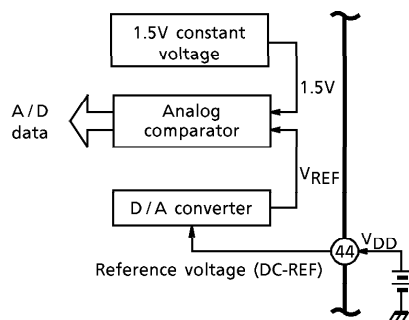 1.5V constant
voltage
1.5V
A/D
data
Analog
comparator
VREF
D/A converter
44
VDD
Reference voltage (DC-REF)